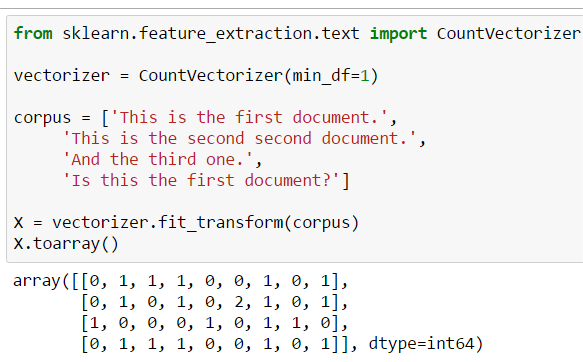 from sklearn.feature_extraction.text import CountVectorizer
vectorizer = CountVectorizer(min_df=1)
corpus = ['This is the first document.',
'This is the second second document.',
'And the third one.',
'Is this the first document?']
X = vectorizer.fit_transform(corpus)
X.toarray()
array([[0, 1, 1, 1, 0, 0, 1, 0, 1],
[0, 1, 0, 1, 0, 2, 1, 0, 1],
[1, 0, 0, 0, 1, 0, 1, 1, 0],
[0, 1, 1, 1, 0, 0, 1, 0, 1]], dtype=int64)